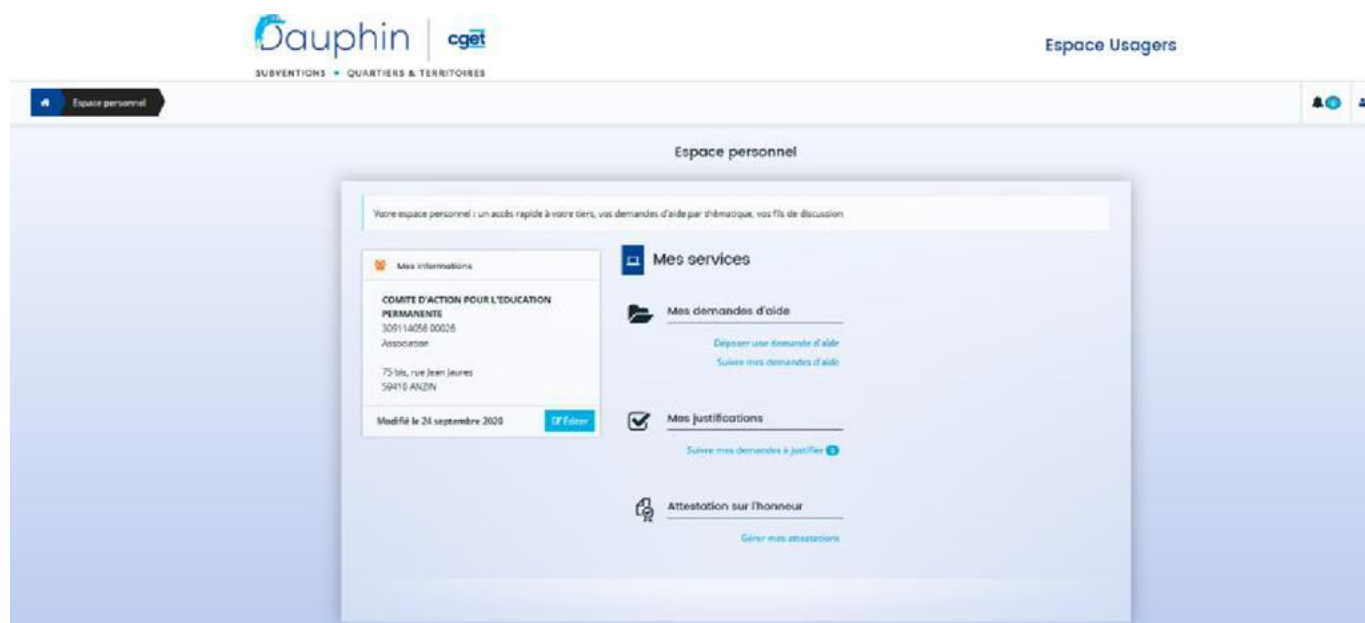 Dauphin
cget
SUBVENTIONS • QUARTIERS & TERRITOIRES
Espace Usagers
Espace personnel
Espace personnel
Votre espace personnel : un accès rapide à votre tiers, vos demandes d'aide par thématique, vos fils de discussion
Mes informations
COMITE D'ACTION POUR L'EDUCATION
PERMANENTE
309114056 00026
Association
75 bis, rue Jean Jaures
59410 ANZIN
Modifié le 24 septembre 2020
Éditer
Mes services
Mes demandes d'aide
Déposer une demande d'aide
Suivre mes demandes d'aide
Mes justifications
Suivre mes demandes à justifier
Attestation sur l'honneur
Gérer mes attestations